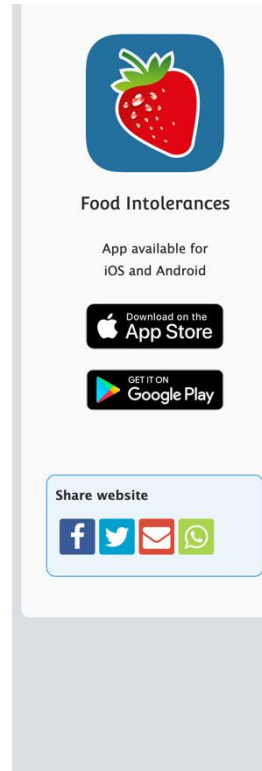 Food Intolerances
App available for
iOS and Android
Download on the
App Store
GET IT ON
Google Play
Share website